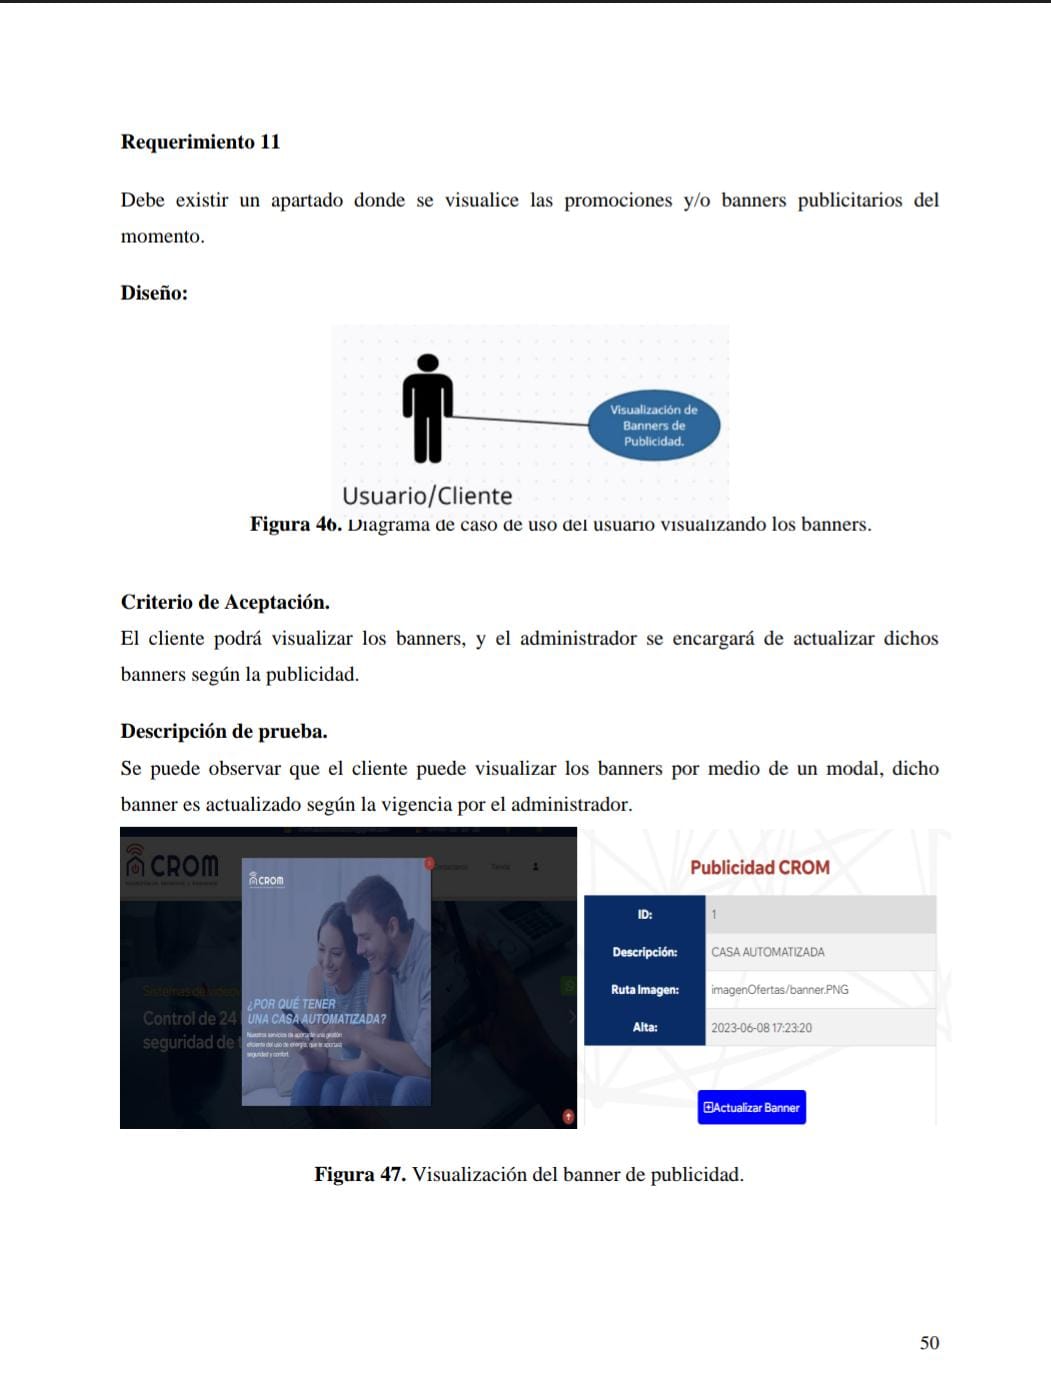 Requerimiento 11
Debe existir un apartado donde se visualice las promociones y/o banners publicitarios del
momento.
Diseño:
Visualización de
Banners de
Publicidad.
Usuario/Cliente
Figura 46. Diagrama de caso de uso del usuario visualizando los banners.
Criterio de Aceptación.
El cliente podrá visualizar los banners, y el administrador se encargará de actualizar dichos
banners según la publicidad.
Descripción de prueba.
Se puede observar que el cliente puede visualizar los banners por medio de un modal, dicho
banner es actualizado según la vigencia por el administrador.
CROM
Tienda
CROM
Sistemas de videov
Control de 24
seguridad de
¿POR QUÉ TENER
UNA CASA AUTOMATIZADA?
Nuestros servicios de aportarán una gestión
eficiente del uso de energía, que le aportará
seguridad y confort.
Publicidad CROM
ID: 1
Descripción: CASA AUTOMATIZADA
Ruta Imagen: imagenOfertas/banner.PNG
Alta: 2023-06-08 17:23:20
Actualizar Banner
Figura 47. Visualización del banner de publicidad.
50